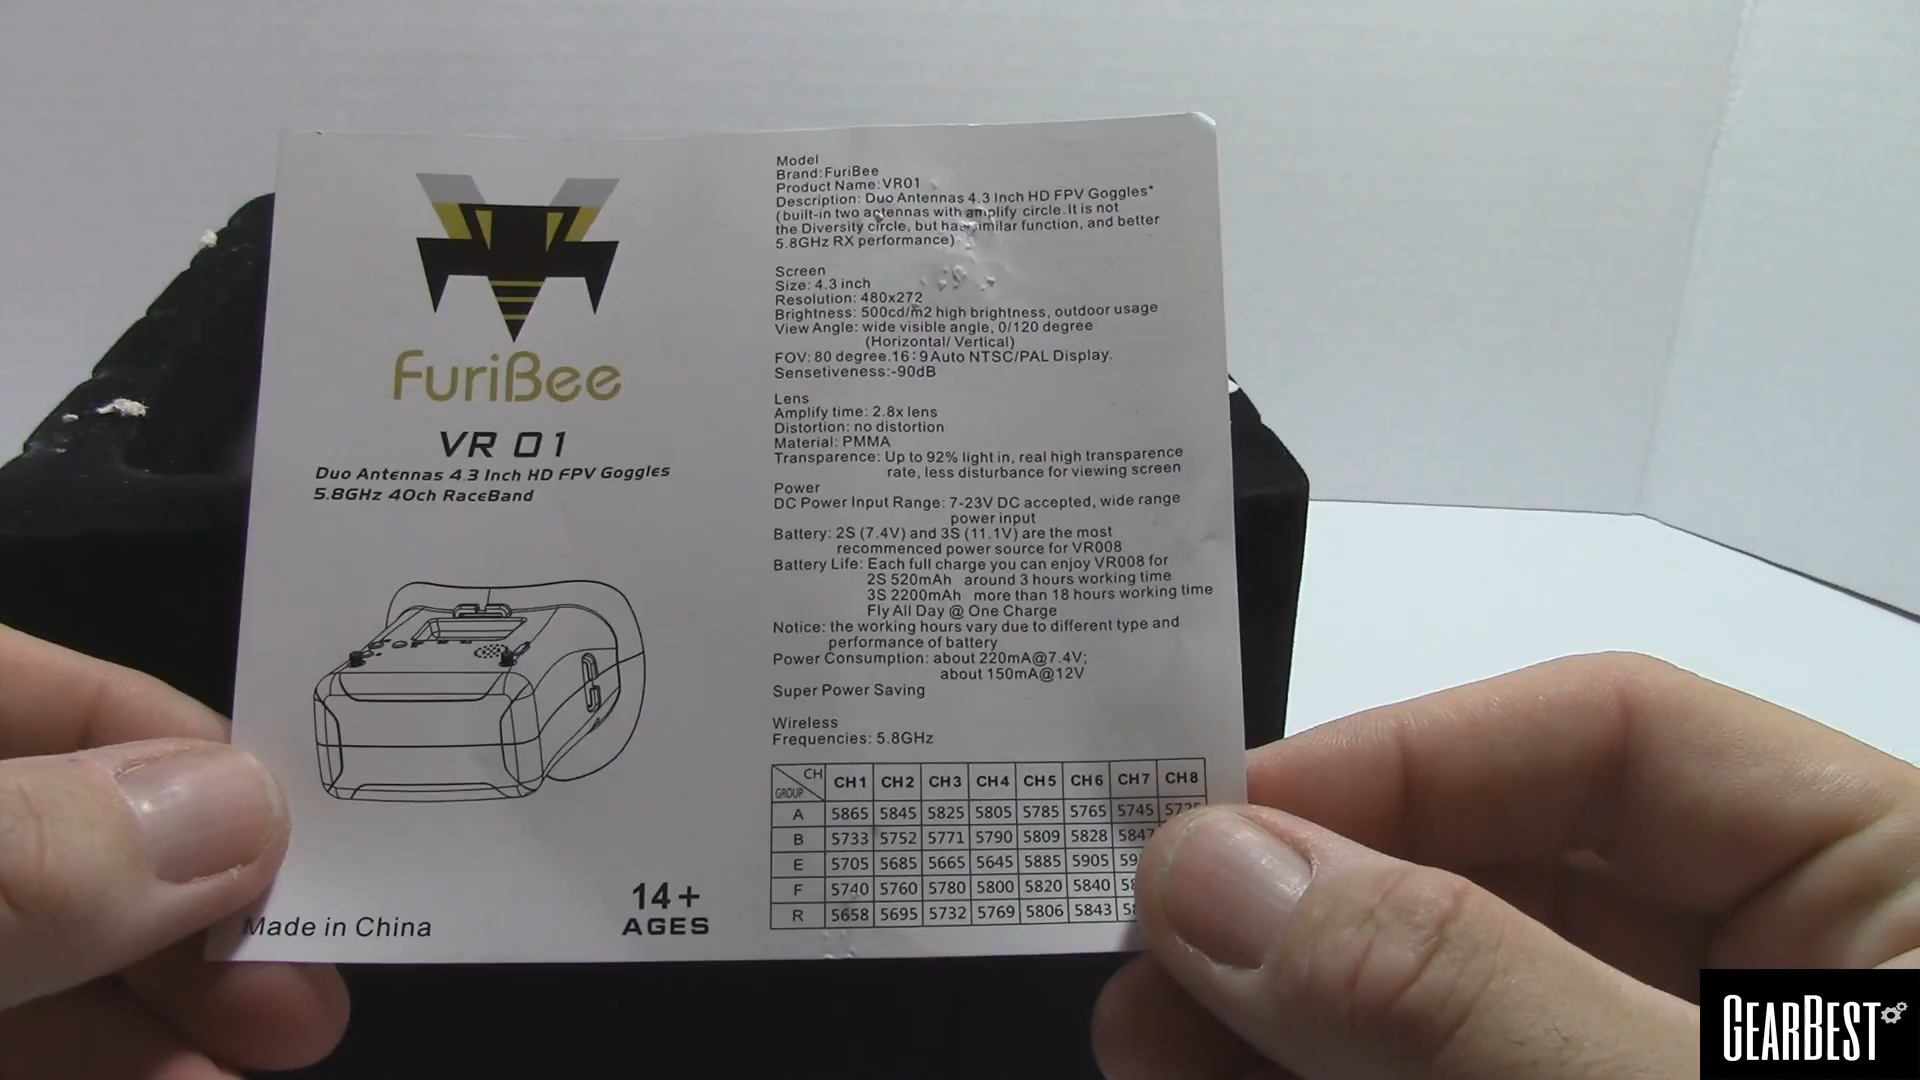 FuriBee
VR 01
Duo Antennas 4.3 Inch HD FPV Goggles
5.8GHz 40ch RaceBand
14+
AGES
Made in China
Model
Brand: FuriBee
Product Name: VR01
Description: Duo Antennas 4.3 Inch HD FPV Goggles*
(built-in two antennas with amplify circle. It is not
the Diversity circle, but has similar function, and better
5.8GHz RX performance)
Screen
Size: 4.3 inch
Resolution: 480x272
Brightness: 500cd/m2 high brightness, outdoor usage
View Angle: wide visible angle, 0/120 degree
(Horizontal/ Vertical)
FOV: 80 degree.16:9 Auto NTSC/PAL Display.
Sensetiveness:-90dB
Lens
Amplify time: 2.8x lens
Distortion: no distortion
Material: PMMA
Transparence: Up to 92% light in, real high transparence
rate, less disturbance for viewing screen
Power
DC Power Input Range: 7-23V DC accepted, wide range
power input
Battery: 2S (7.4V) and 3S (11.1V) are the most
recommenced power source for VR008
Battery Life: Each full charge you can enjoy VR008 for
2S 520mAh around 3 hours working time
3S 2200mAh more than 18 hours working time
Fly All Day @ One Charge
Notice: the working hours vary due to different type and
performance of battery
Power Consumption: about 220mA@7.4V;
about 150mA@12V
Super Power Saving
Wireless
Frequencies: 5.8GHz
GROUP CH CH1 CH2 CH3 CH4 CH5 CH6 CH7 CH8
A 5865 5845 5825 5805 5785 5765 5745
B 5733 5752 5771 5790 5809 5828 5847
E 5705 5685 5665 5645 5885 5905
F 5740 5760 5780 5800 5820 5840
R 5658 5695 5732 5769 5806 5843
GEARBEST